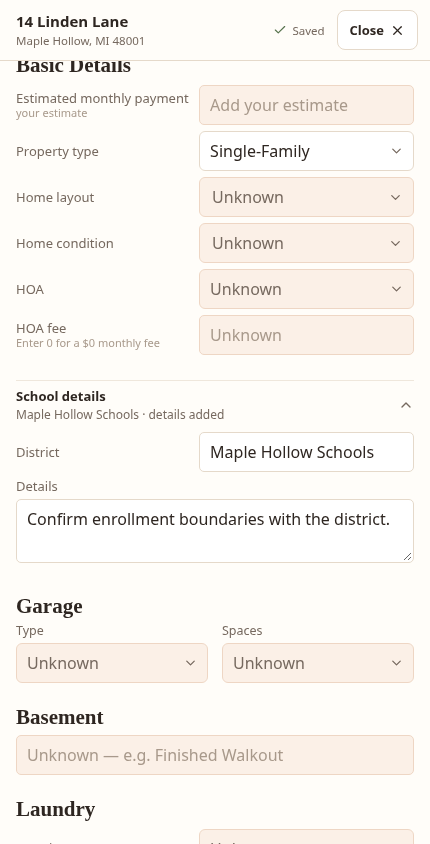 14 Linden Lane
Maple Hollow, MI 48001
Saved
Close
Basic Details
Estimated monthly payment
your estimate
Add your estimate
Property type
Single-Family
Home layout
Unknown
Home condition
Unknown
HOA
Unknown
HOA fee
Enter 0 for a $0 monthly fee
Unknown
School details
Maple Hollow Schools · details added
District
Maple Hollow Schools
Details
Confirm enrollment boundaries with the district.
Garage
Type
Spaces
Unknown
Unknown
Basement
Unknown — e.g. Finished Walkout
Laundry